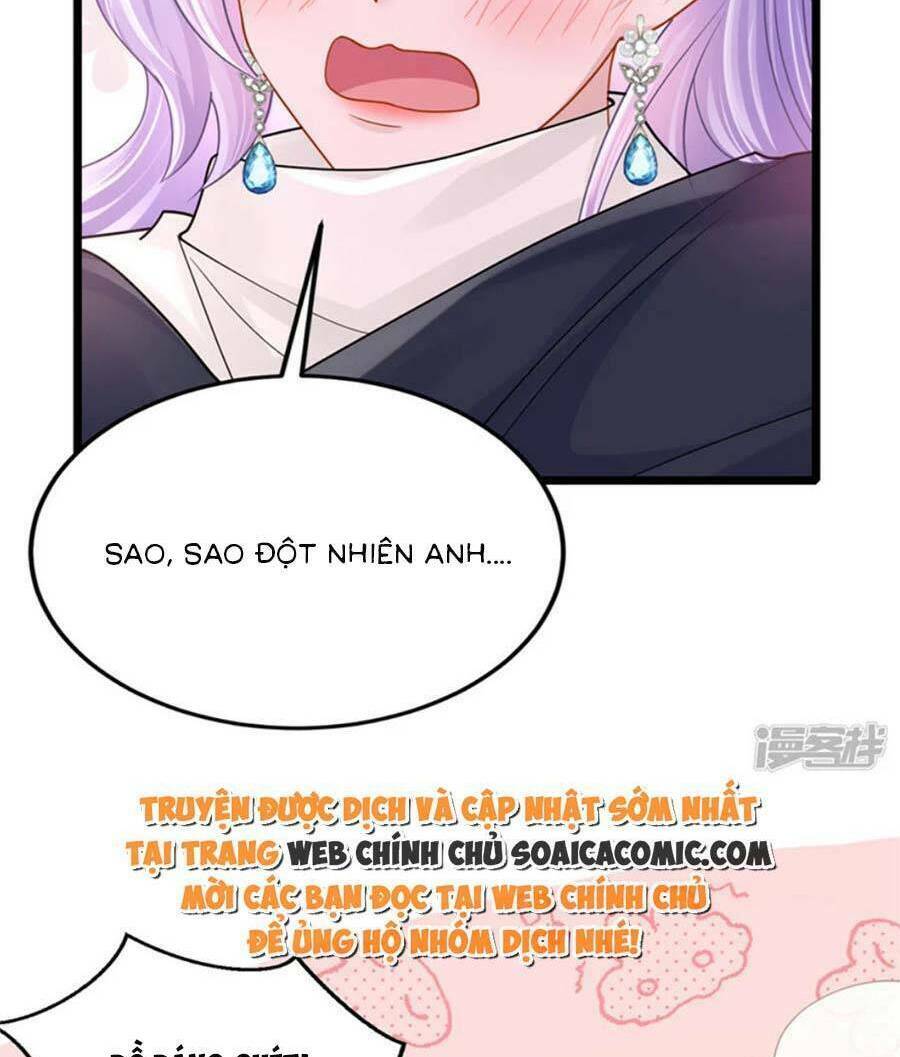 SAO, SAO ĐỘT NHIÊN ANH....
漫客栈
TRUYỆN ĐƯỢC DỊCH VÀ CẬP NHẬT SỚM NHẤT
TẠI TRANG WEB CHÍNH CHỦ SOAICACOMIC.COM
MỜI CÁC BẠN ĐỌC TẠI WEB CHÍNH CHỦ
ĐỂ ỦNG HỘ NHÓM DỊCH NHÉ!